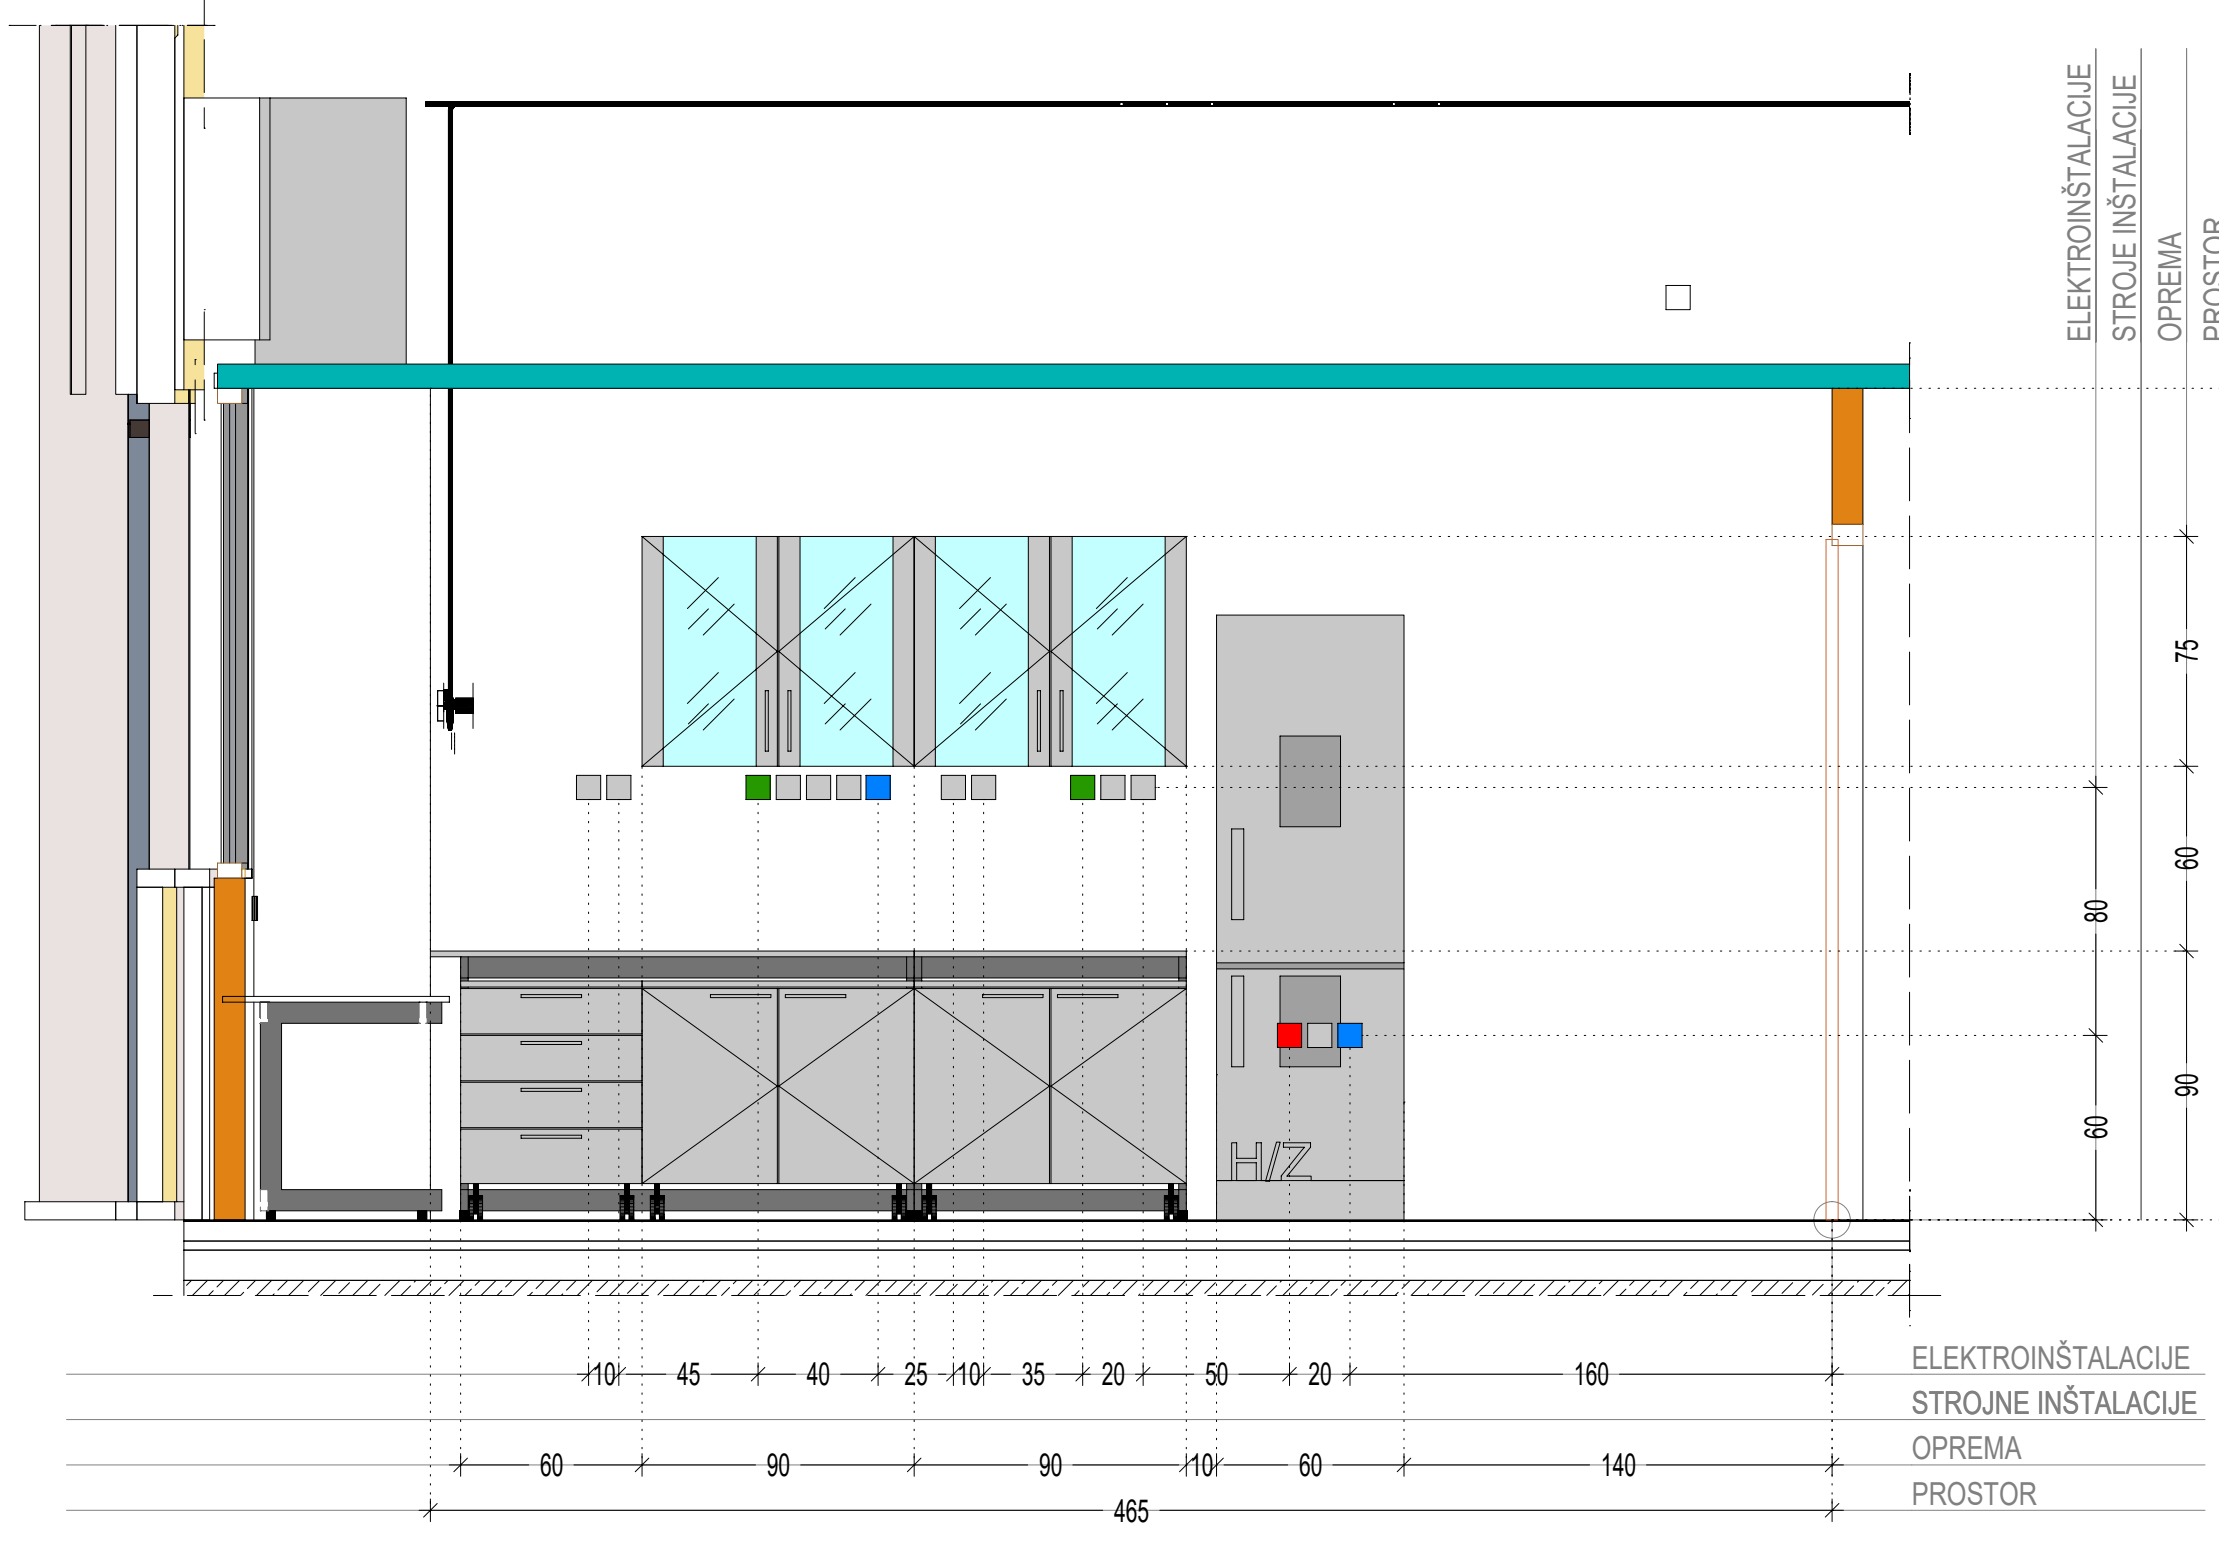 ELEKTROINŠTALACIJE
STROJE INŠTALACIJE
OPREMA
PROSTOR
75
60
80
90
60
H/Z
10 45 40 25 10 35 20 50 20 160 ELEKTROINŠTALACIJE
STROJNE INŠTALACIJE
60 90 90 10 60 140 OPREMA
465 PROSTOR